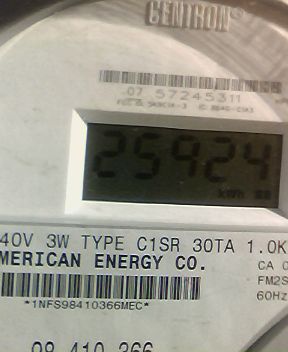 CENTRON®
.07 57245311
25924
kWh
40V 3W TYPE C1SR 30TA 1.0K
MERICAN ENERGY CO.
CA 0
FM2S
60Hz
*1NFS98410366MEC*
98 410 366